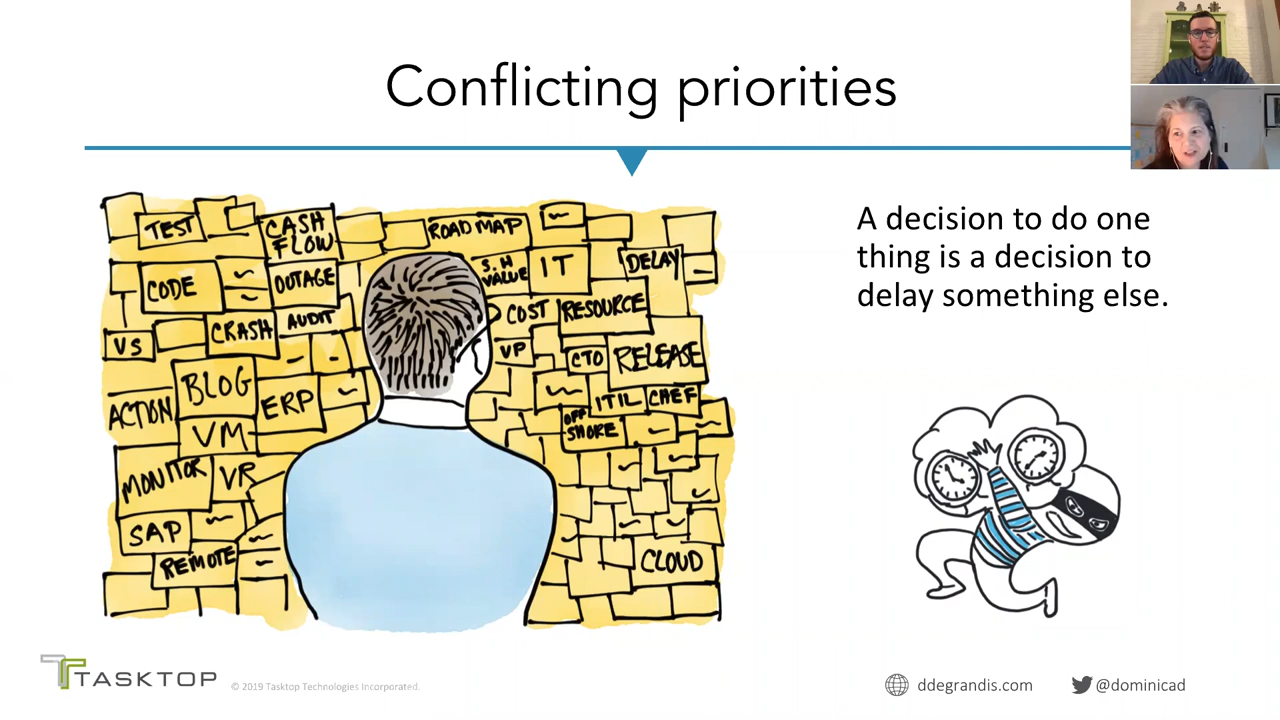 Conflicting priorities
A decision to do one
thing is a decision to
delay something else.
TEST
CASH
FLOW
ROADMAP
CODE
OUTAGE
S.H
VALUE
IT
DELAY
VS
CRASH
AUDIT
COST
RESOURCE
VP
CTO
RELEASE
ACTION
BLOG
ERP
ITIL
CHEF
VM
OFF
SHORE
MONITOR
VR
SAP
REMOTE
CLOUD
TASKTOP
© 2019 Tasktop Technologies Incorporated.
ddegrandis.com
@dominicad